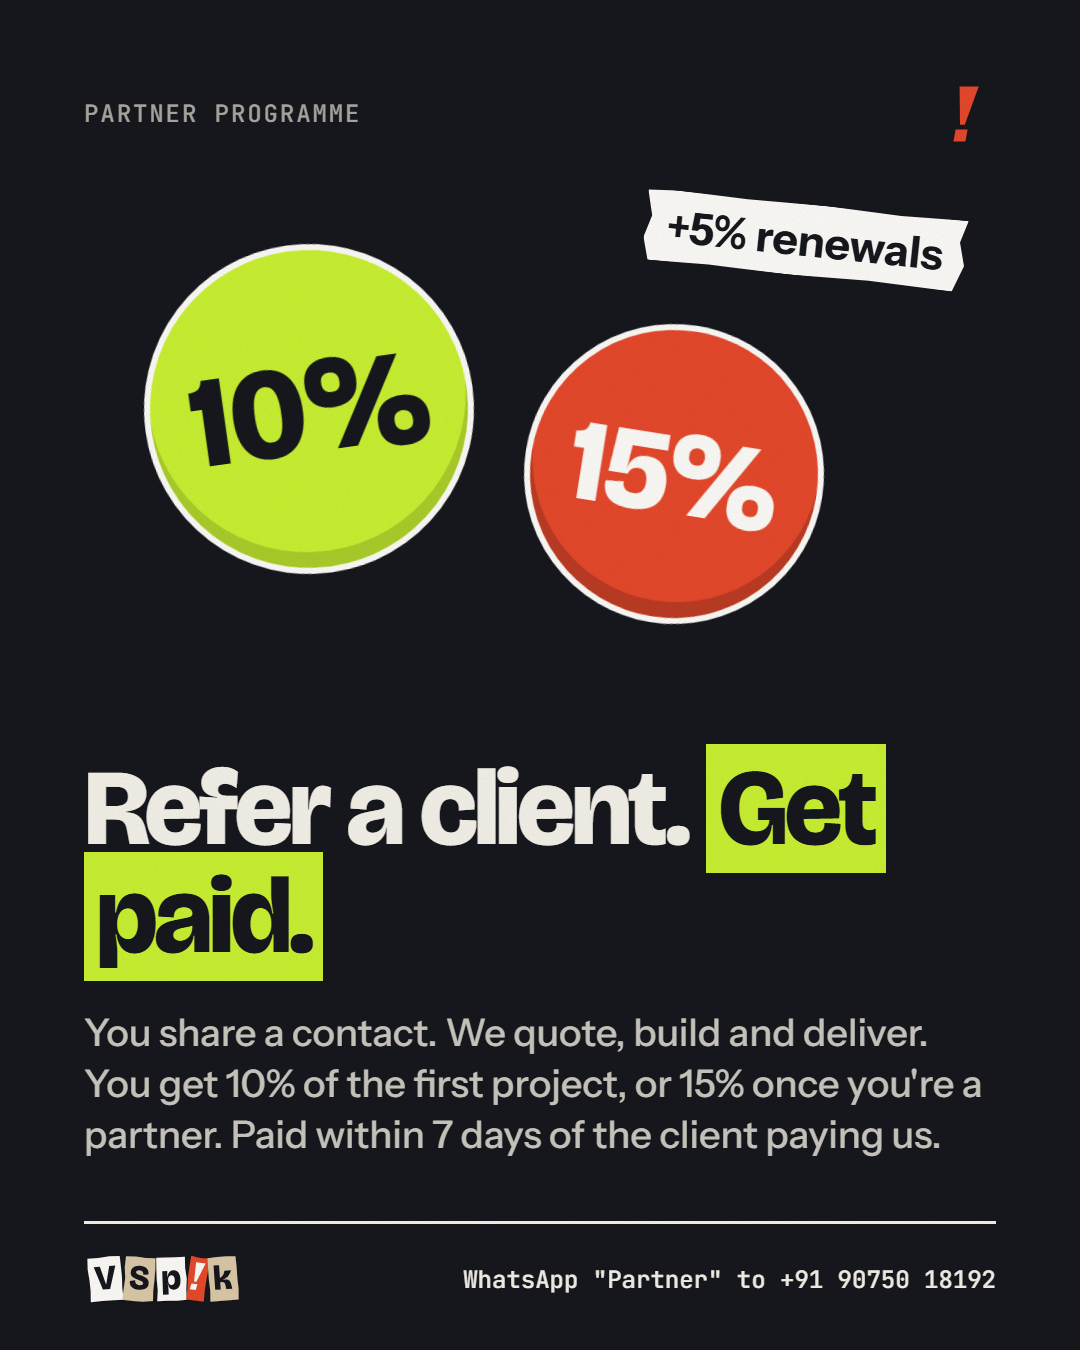 PARTNER PROGRAMME
!
+5% renewals
10%
15%
Refer a client. Get
paid.
You share a contact. We quote, build and deliver.
You get 10% of the first project, or 15% once you're a
partner. Paid within 7 days of the client paying us.
VSp!k
WhatsApp "Partner" to +91 90750 18192